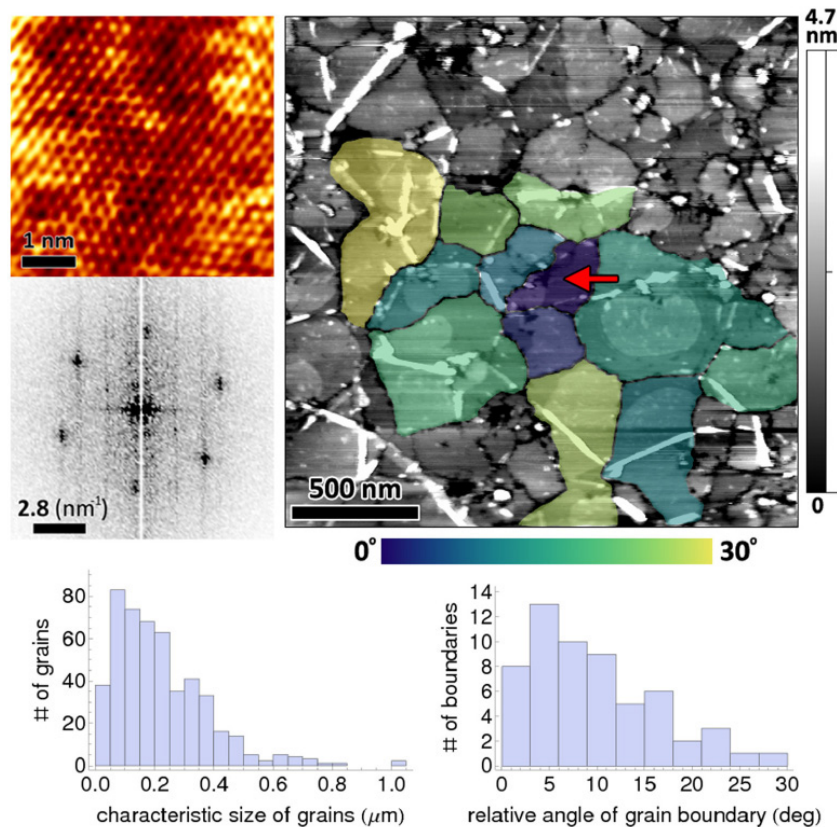 1 nm
2.8 (nm⁻¹)
4.7
nm
0
500 nm
0° 30°
# of grains
80
60
40
20
0
0.0 0.2 0.4 0.6 0.8 1.0
characteristic size of grains (μm)
# of boundaries
14
12
10
8
6
4
2
0
0 5 10 15 20 25 30
relative angle of grain boundary (deg)